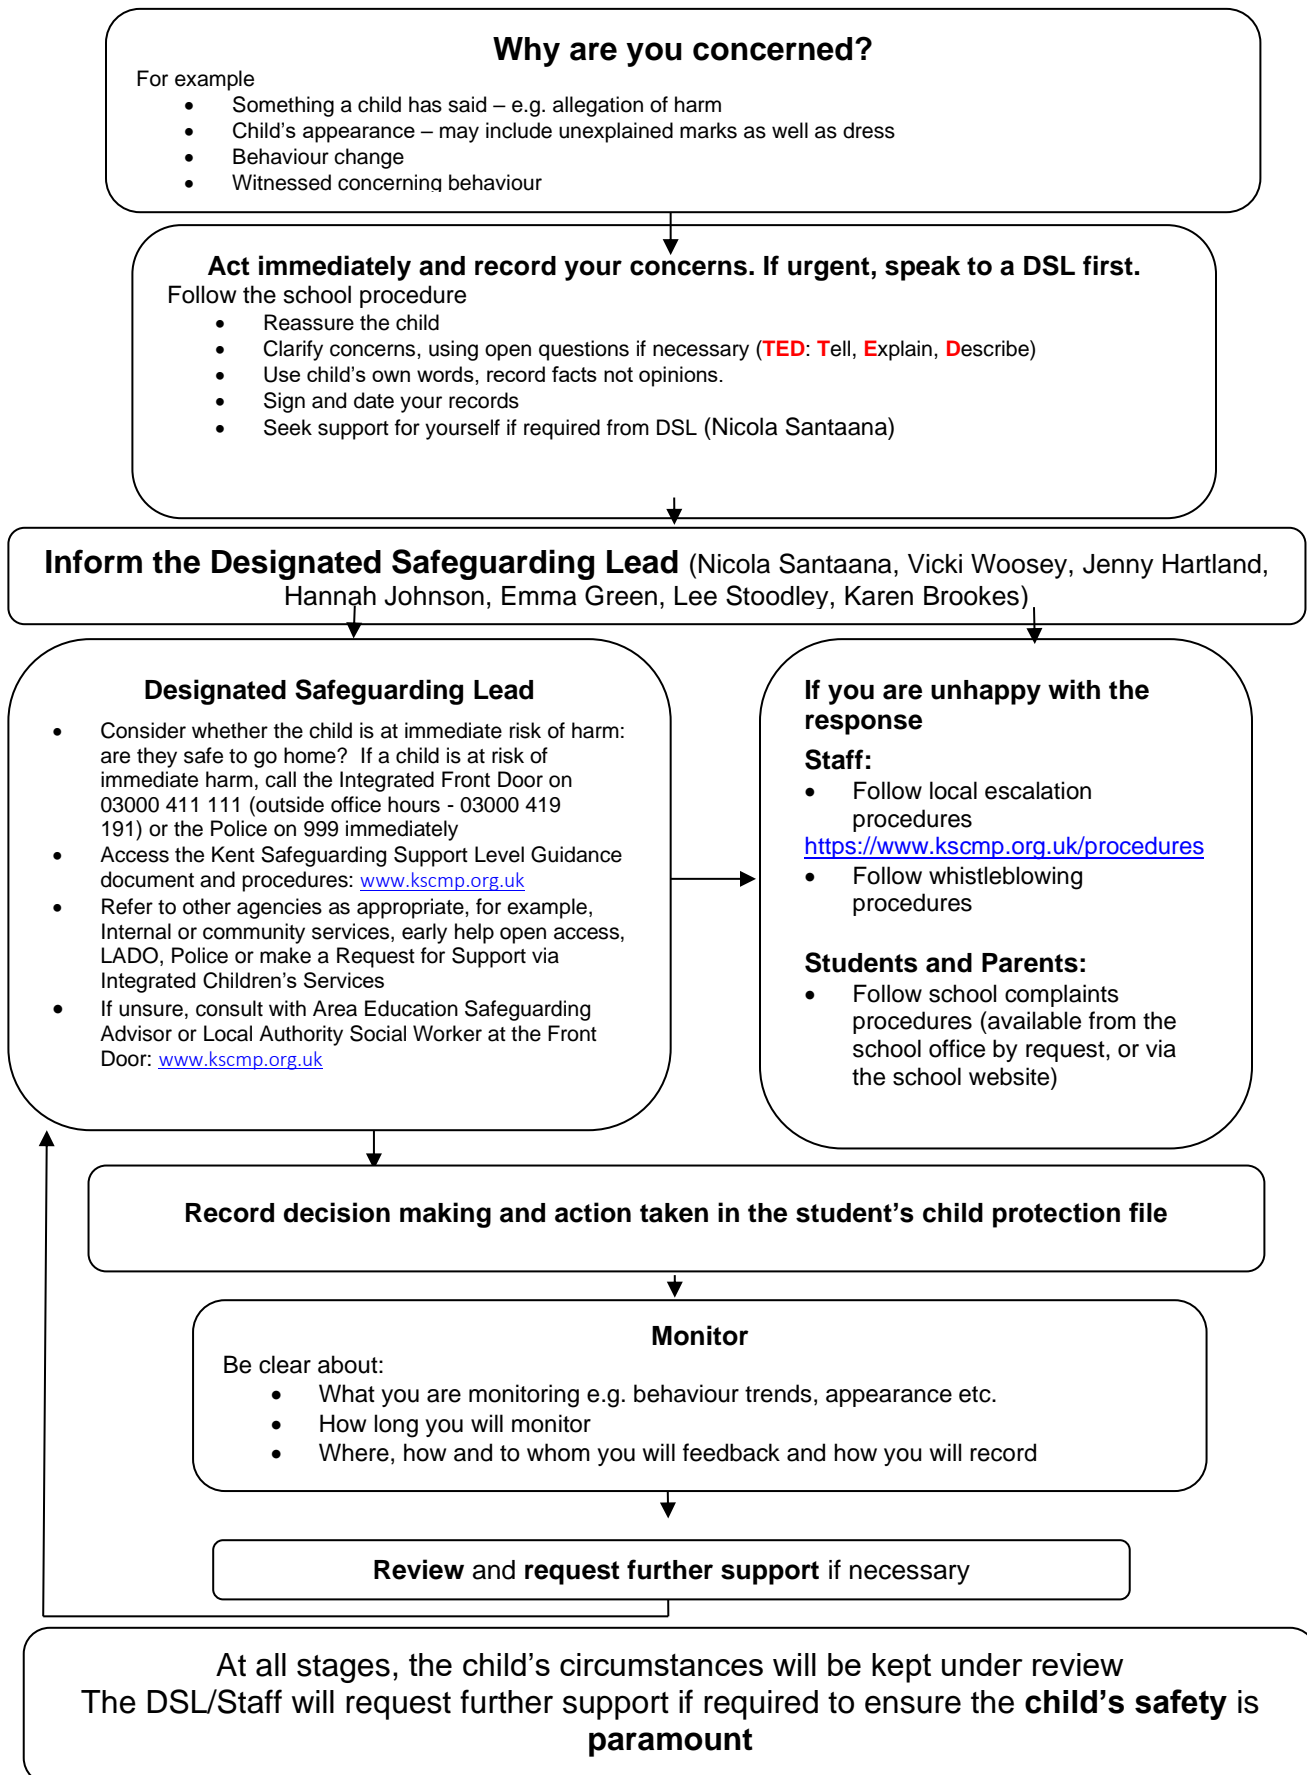 Why are you concerned?
For example
• Something a child has said – e.g. allegation of harm
• Child’s appearance – may include unexplained marks as well as dress
• Behaviour change
• Witnessed concerning behaviour
Act immediately and record your concerns. If urgent, speak to a DSL first.
Follow the school procedure
• Reassure the child
• Clarify concerns, using open questions if necessary (TED: Tell, Explain, Describe)
• Use child’s own words, record facts not opinions.
• Sign and date your records
• Seek support for yourself if required from DSL (Nicola Santaana)
Inform the Designated Safeguarding Lead (Nicola Santaana, Vicki Woosey, Jenny Hartland,
Hannah Johnson, Emma Green, Lee Stoodley, Karen Brookes)
Designated Safeguarding Lead
• Consider whether the child is at immediate risk of harm:
are they safe to go home? If a child is at risk of
immediate harm, call the Integrated Front Door on
03000 411 111 (outside office hours - 03000 419
191) or the Police on 999 immediately
• Access the Kent Safeguarding Support Level Guidance
document and procedures: www.kscmp.org.uk
• Refer to other agencies as appropriate, for example,
Internal or community services, early help open access,
LADO, Police or make a Request for Support via
Integrated Children’s Services
• If unsure, consult with Area Education Safeguarding
Advisor or Local Authority Social Worker at the Front
Door: www.kscmp.org.uk
If you are unhappy with the
response
Staff:
• Follow local escalation
procedures
https://www.kscmp.org.uk/procedures
• Follow whistleblowing
procedures
Students and Parents:
• Follow school complaints
procedures (available from the
school office by request, or via
the school website)
Record decision making and action taken in the student’s child protection file
Monitor
Be clear about:
• What you are monitoring e.g. behaviour trends, appearance etc.
• How long you will monitor
• Where, how and to whom you will feedback and how you will record
Review and request further support if necessary
At all stages, the child’s circumstances will be kept under review
The DSL/Staff will request further support if required to ensure the child’s safety is
paramount